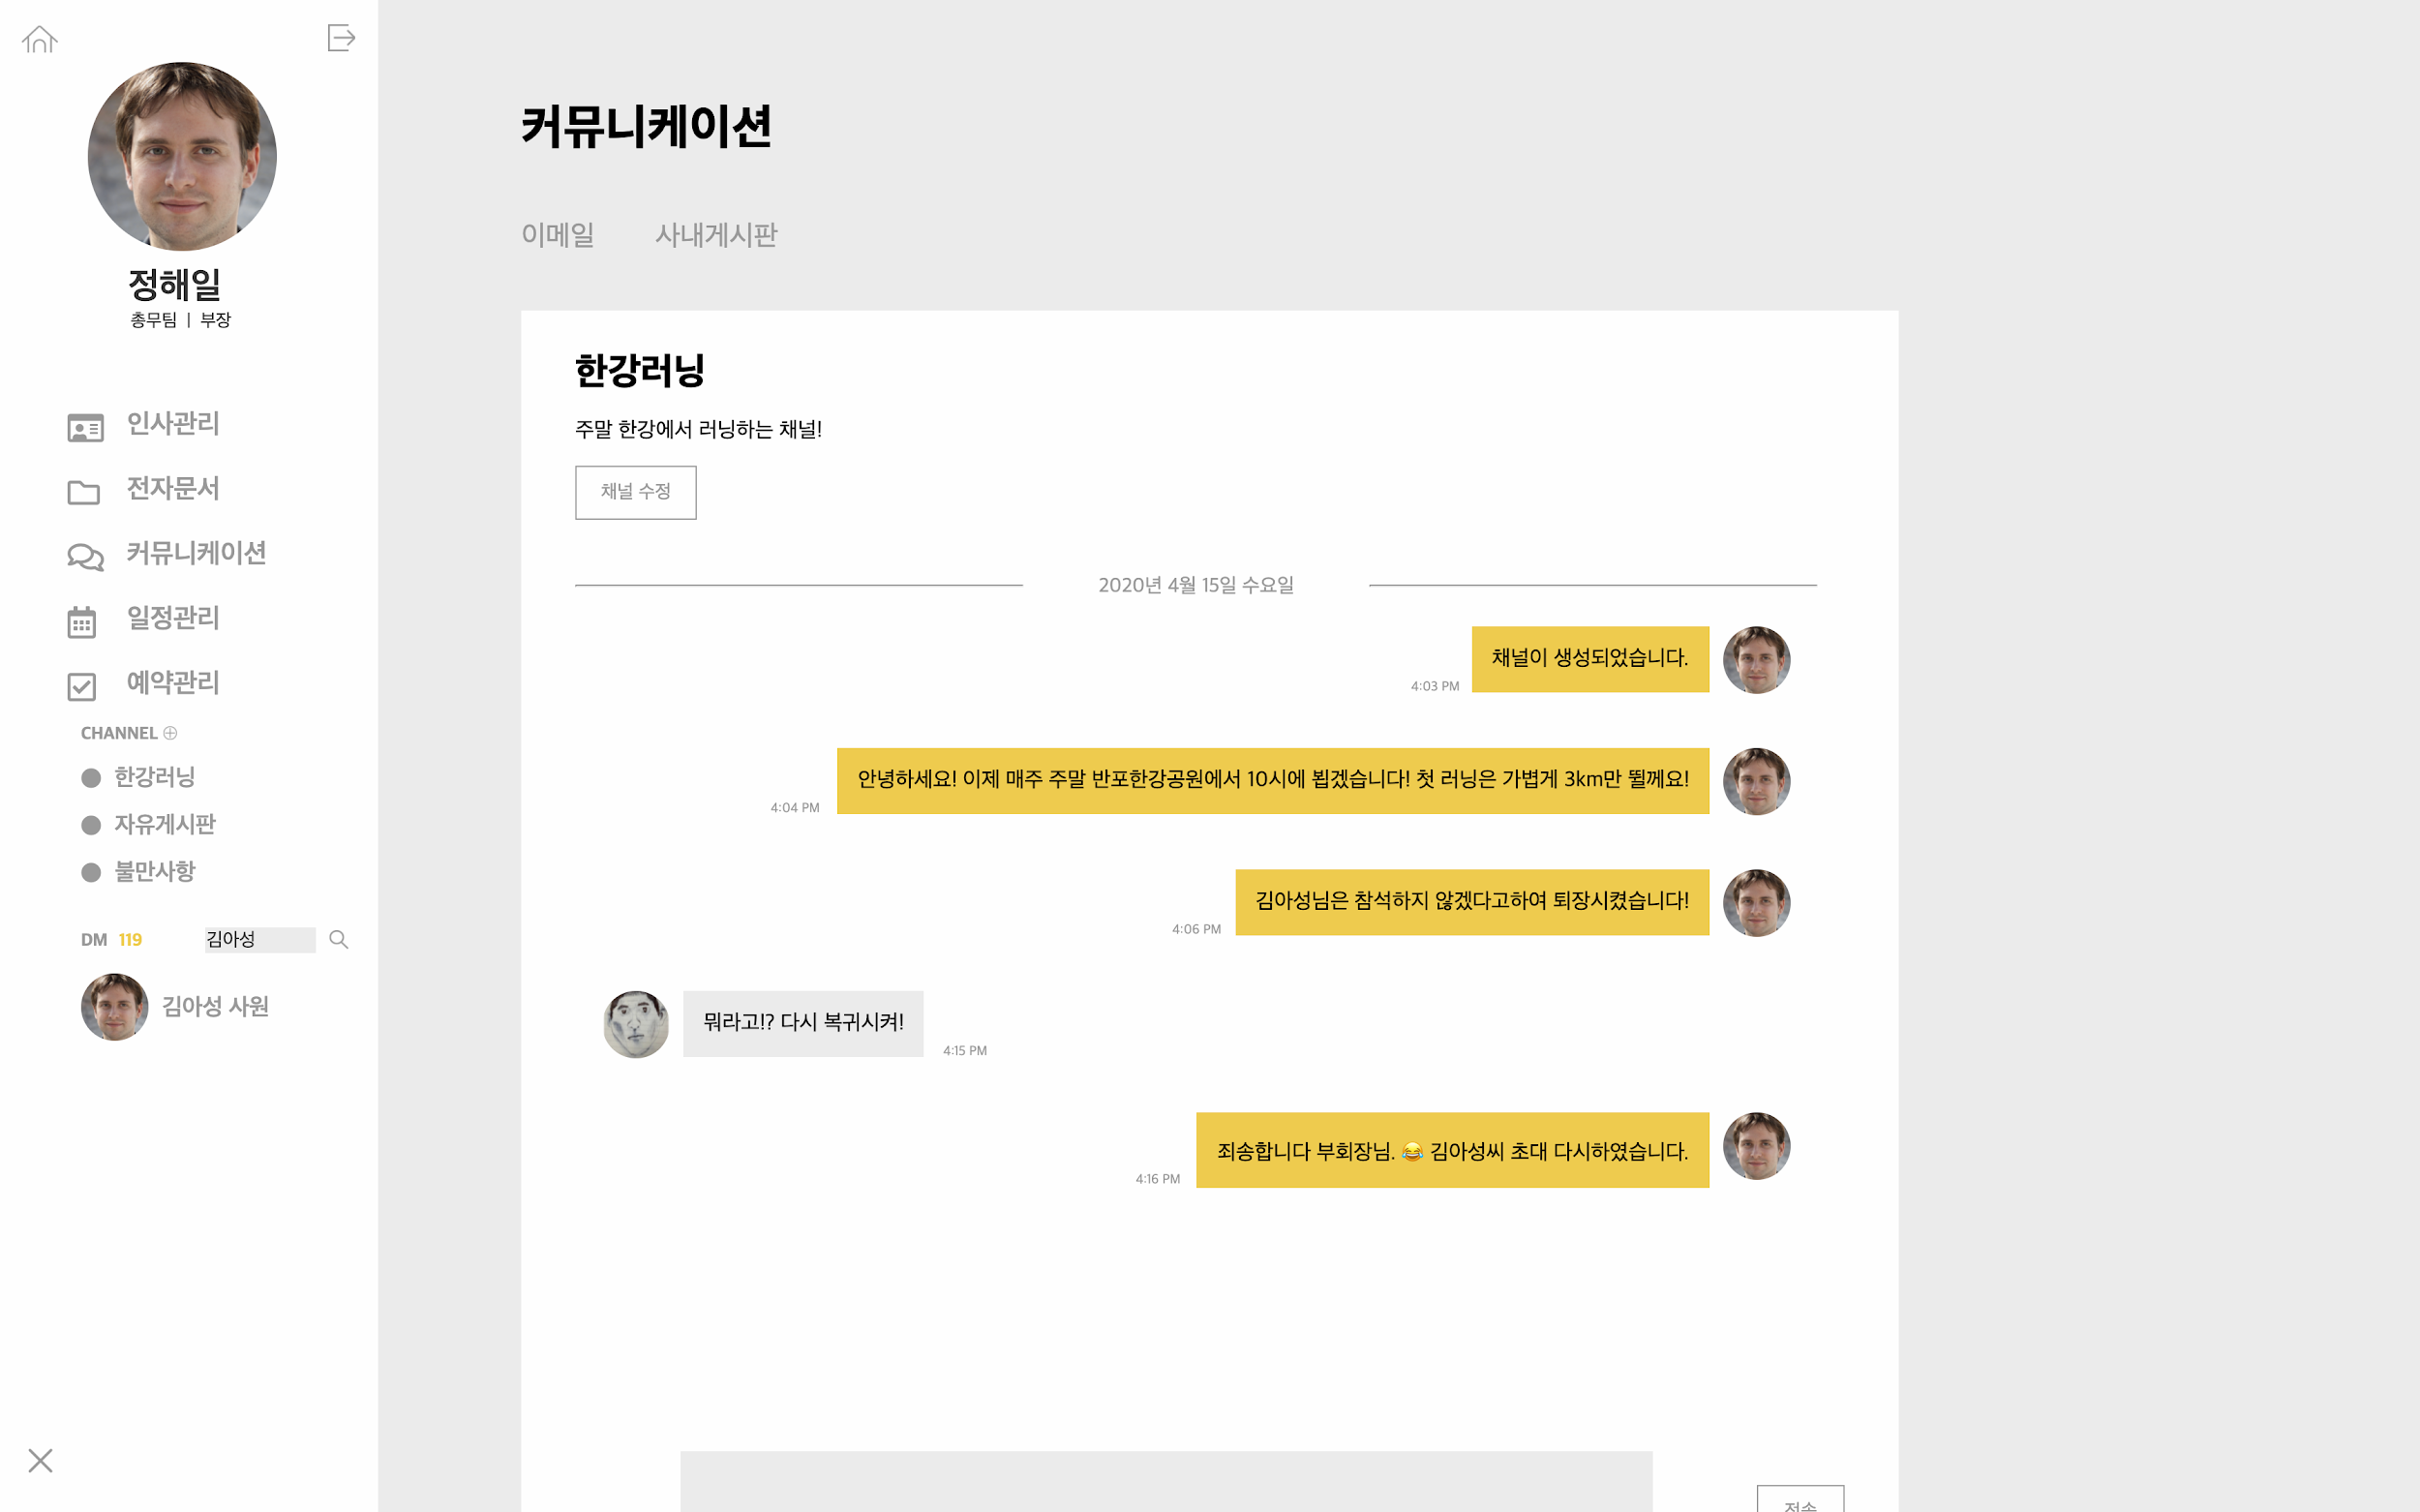 정해일
총무팀 | 부장
인사관리
전자문서
커뮤니케이션
일정관리
예약관리
CHANNEL
한강러닝
자유게시판
불만사항
DM 119 김아성
김아성 사원
커뮤니케이션
이메일 사내게시판
한강러닝
주말 한강에서 러닝하는 채널!
채널 수정
2020년 4월 15일 수요일
채널이 생성되었습니다.
4:03 PM
안녕하세요! 이제 매주 주말 반포한강공원에서 10시에 뵙겠습니다! 첫 러닝은 가볍게 3km만 뛸께요!
4:04 PM
김아성님은 참석하지 않겠다고하여 퇴장시켰습니다!
4:06 PM
뭐라고!? 다시 복귀시켜!
4:15 PM
죄송합니다 부회장님. 😂 김아성씨 초대 다시하였습니다.
4:16 PM
전송